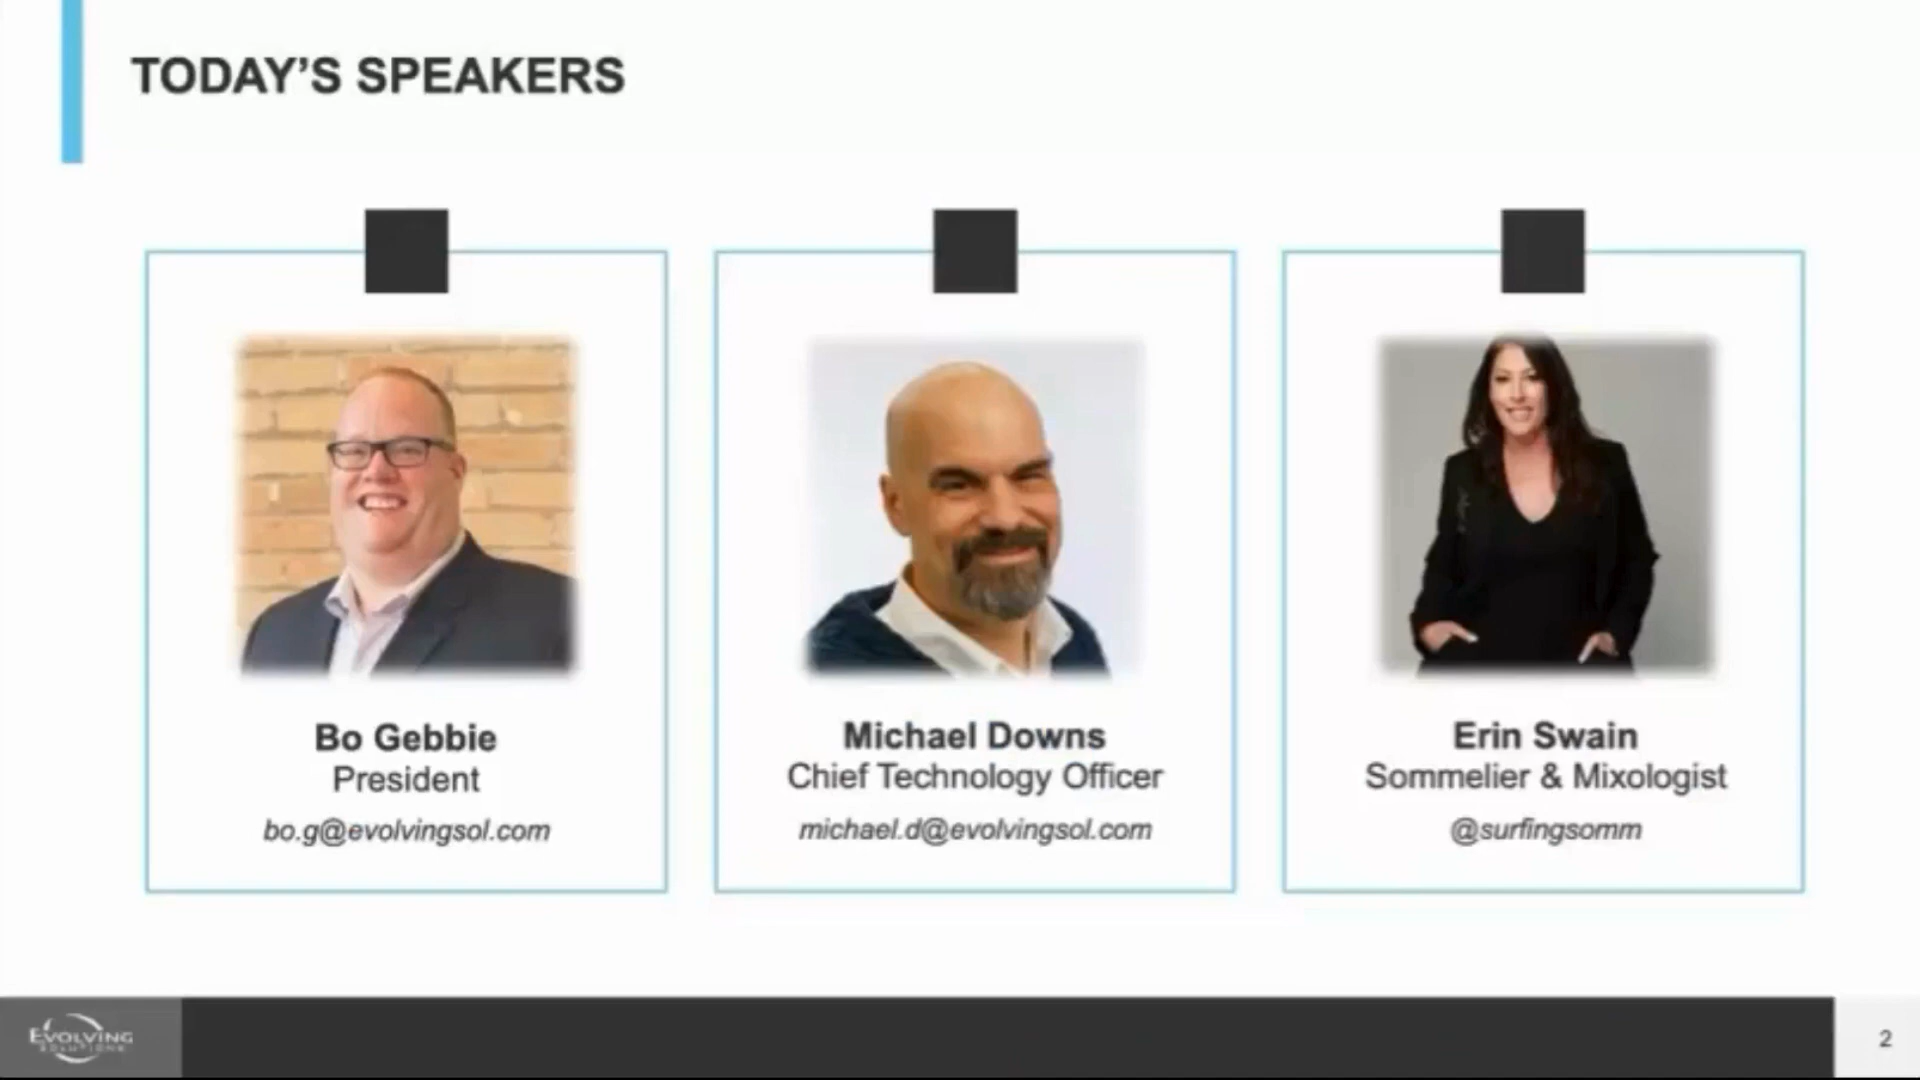 TODAY'S SPEAKERS
Bo Gebbie
President
bo.g@evolvingsol.com
Michael Downs
Chief Technology Officer
michael.d@evolvingsol.com
Erin Swain
Sommelier & Mixologist
@surfingsomm
EVOLVING
SOLUTIONS
2